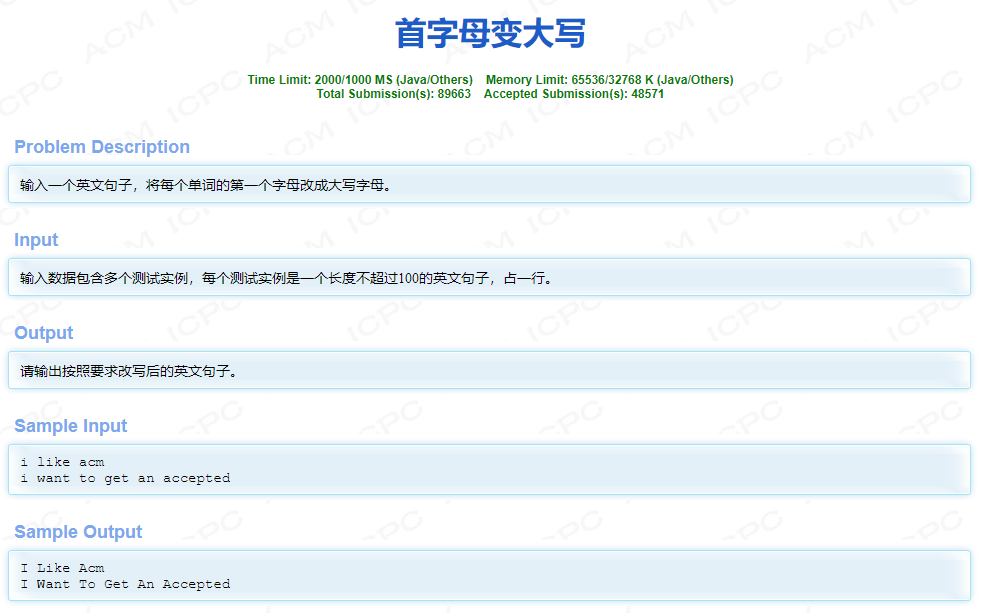 首字母变大写
Time Limit: 2000/1000 MS (Java/Others)    Memory Limit: 65536/32768 K (Java/Others)
Total Submission(s): 89663    Accepted Submission(s): 48571
Problem Description
输入一个英文句子，将每个单词的第一个字母改成大写字母。
Input
输入数据包含多个测试实例，每个测试实例是一个长度不超过100的英文句子，占一行。
Output
请输出按照要求改写后的英文句子。
Sample Input
i like acm
i want to get an accepted
Sample Output
I Like Acm
I Want To Get An Accepted